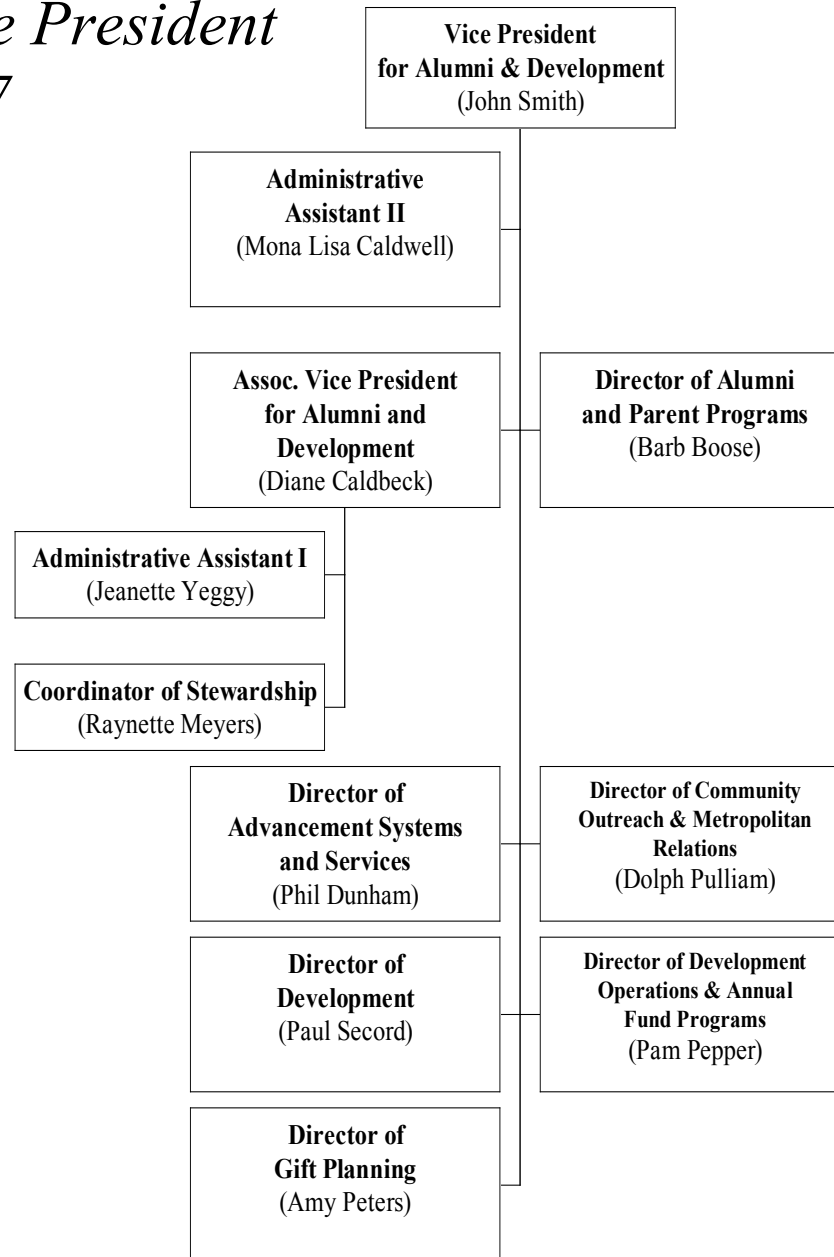 President
7
Vice President
for Alumni & Development
(John Smith)
Administrative
Assistant II
(Mona Lisa Caldwell)
Assoc. Vice President
for Alumni and
Development
(Diane Caldbeck)
Director of Alumni
and Parent Programs
(Barb Boose)
Administrative Assistant I
(Jeanette Yeggy)
Coordinator of Stewardship
(Raynette Meyers)
Director of
Advancement Systems
and Services
(Phil Dunham)
Director of Community
Outreach & Metropolitan
Relations
(Dolph Pulliam)
Director of
Development
(Paul Secord)
Director of Development
Operations & Annual
Fund Programs
(Pam Pepper)
Director of
Gift Planning
(Amy Peters)